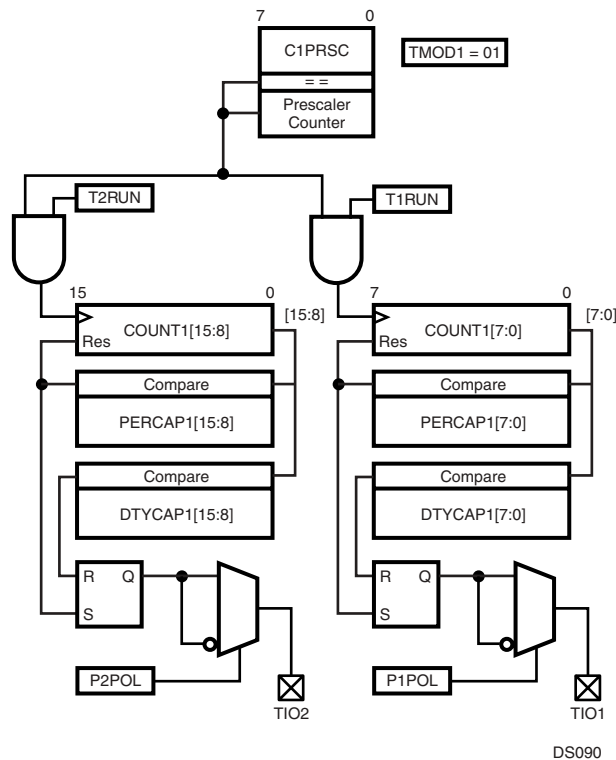 7 0
C1PRSC
TMOD1 = 01
= =
Prescaler
Counter
T2RUN
T1RUN
15 0
7 0
COUNT1[15:8]
[15:8]
COUNT1[7:0]
[7:0]
Res
Res
Compare
Compare
PERCAP1[15:8]
PERCAP1[7:0]
Compare
Compare
DTYCAP1[15:8]
DTYCAP1[7:0]
R Q
R Q
S
S
P2POL
P1POL
TIO2
TIO1
DS090